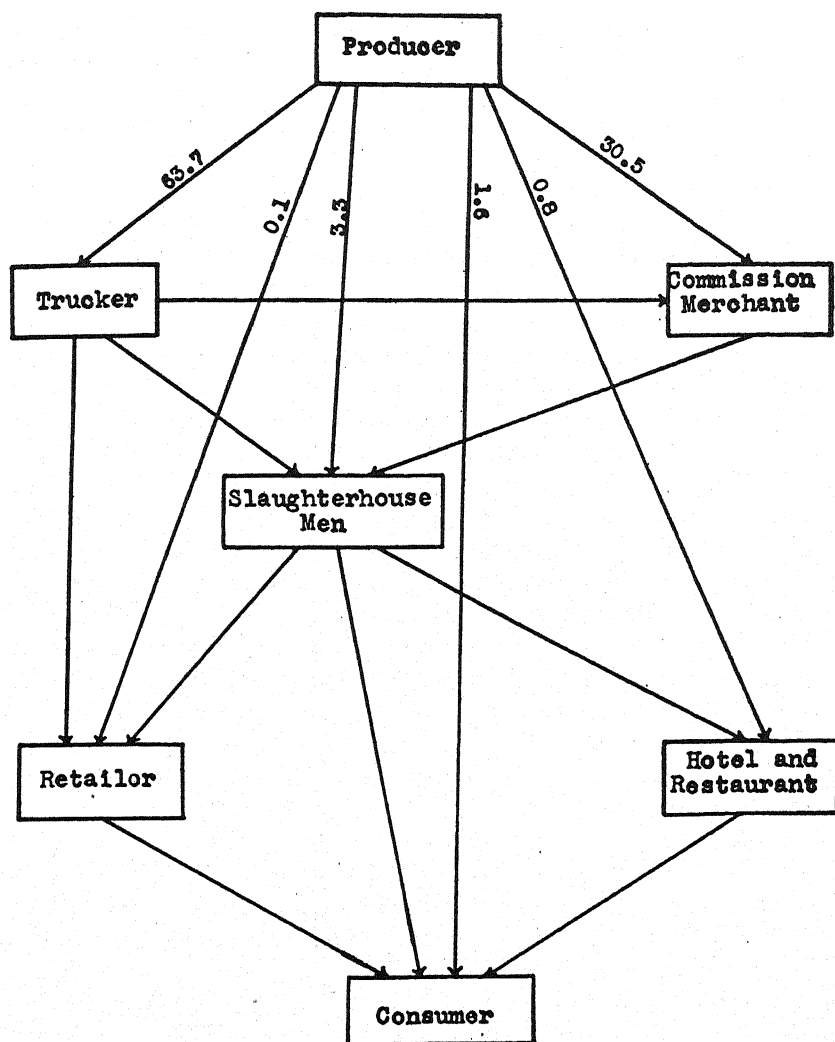 Producer
63.7
0.1
3.3
1.6
0.8
30.5
Trucker
Commission
Merchant
Slaughterhouse
Men
Retailor
Hotel and
Restaurant
Consumer